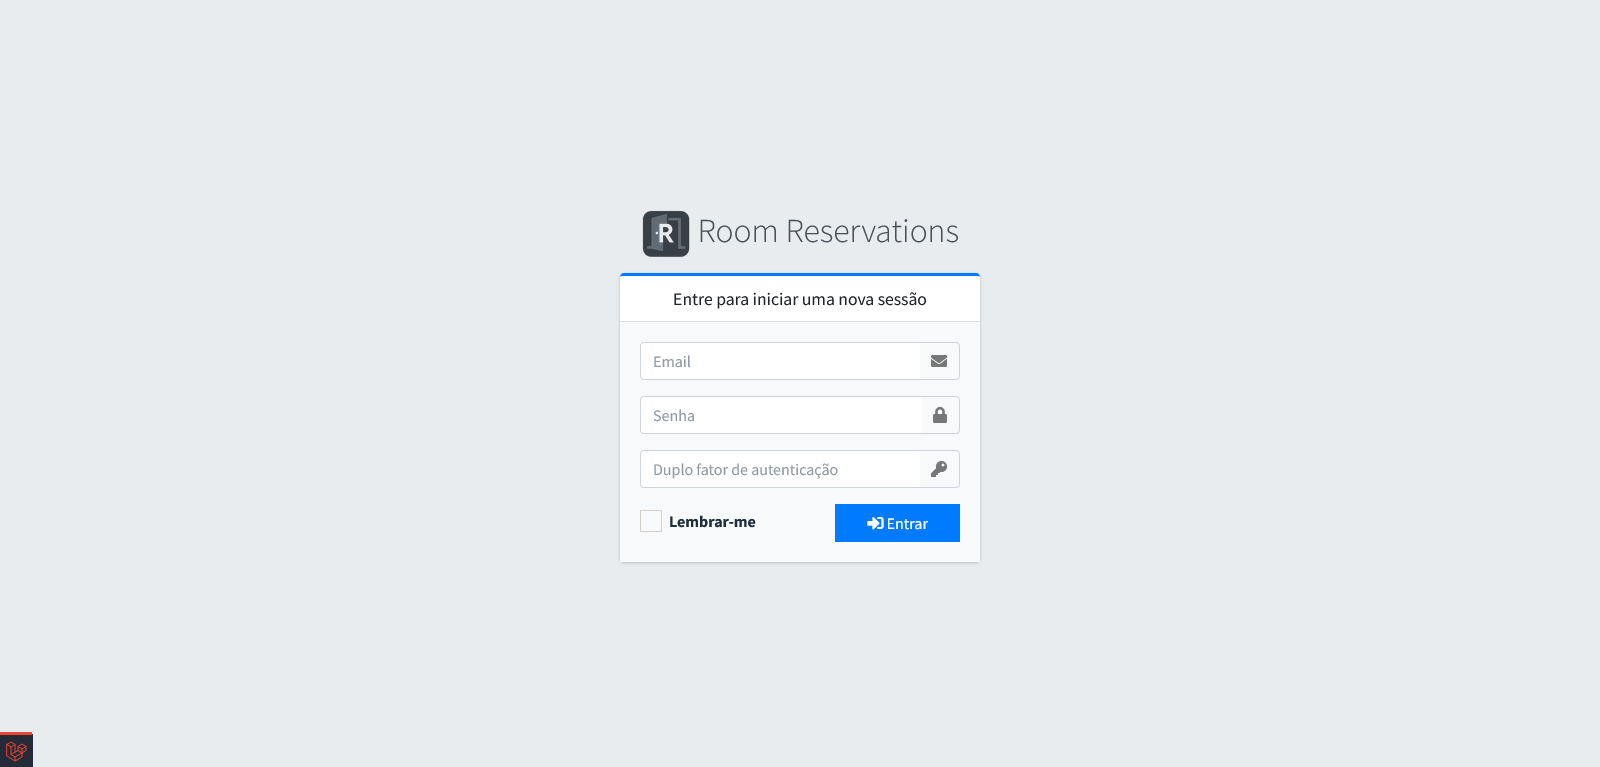 R Room Reservations
Entre para iniciar uma nova sessão
Email
Senha
Duplo fator de autenticação
Lembrar-me
Entrar